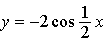 y = −2 cos 1/2 x